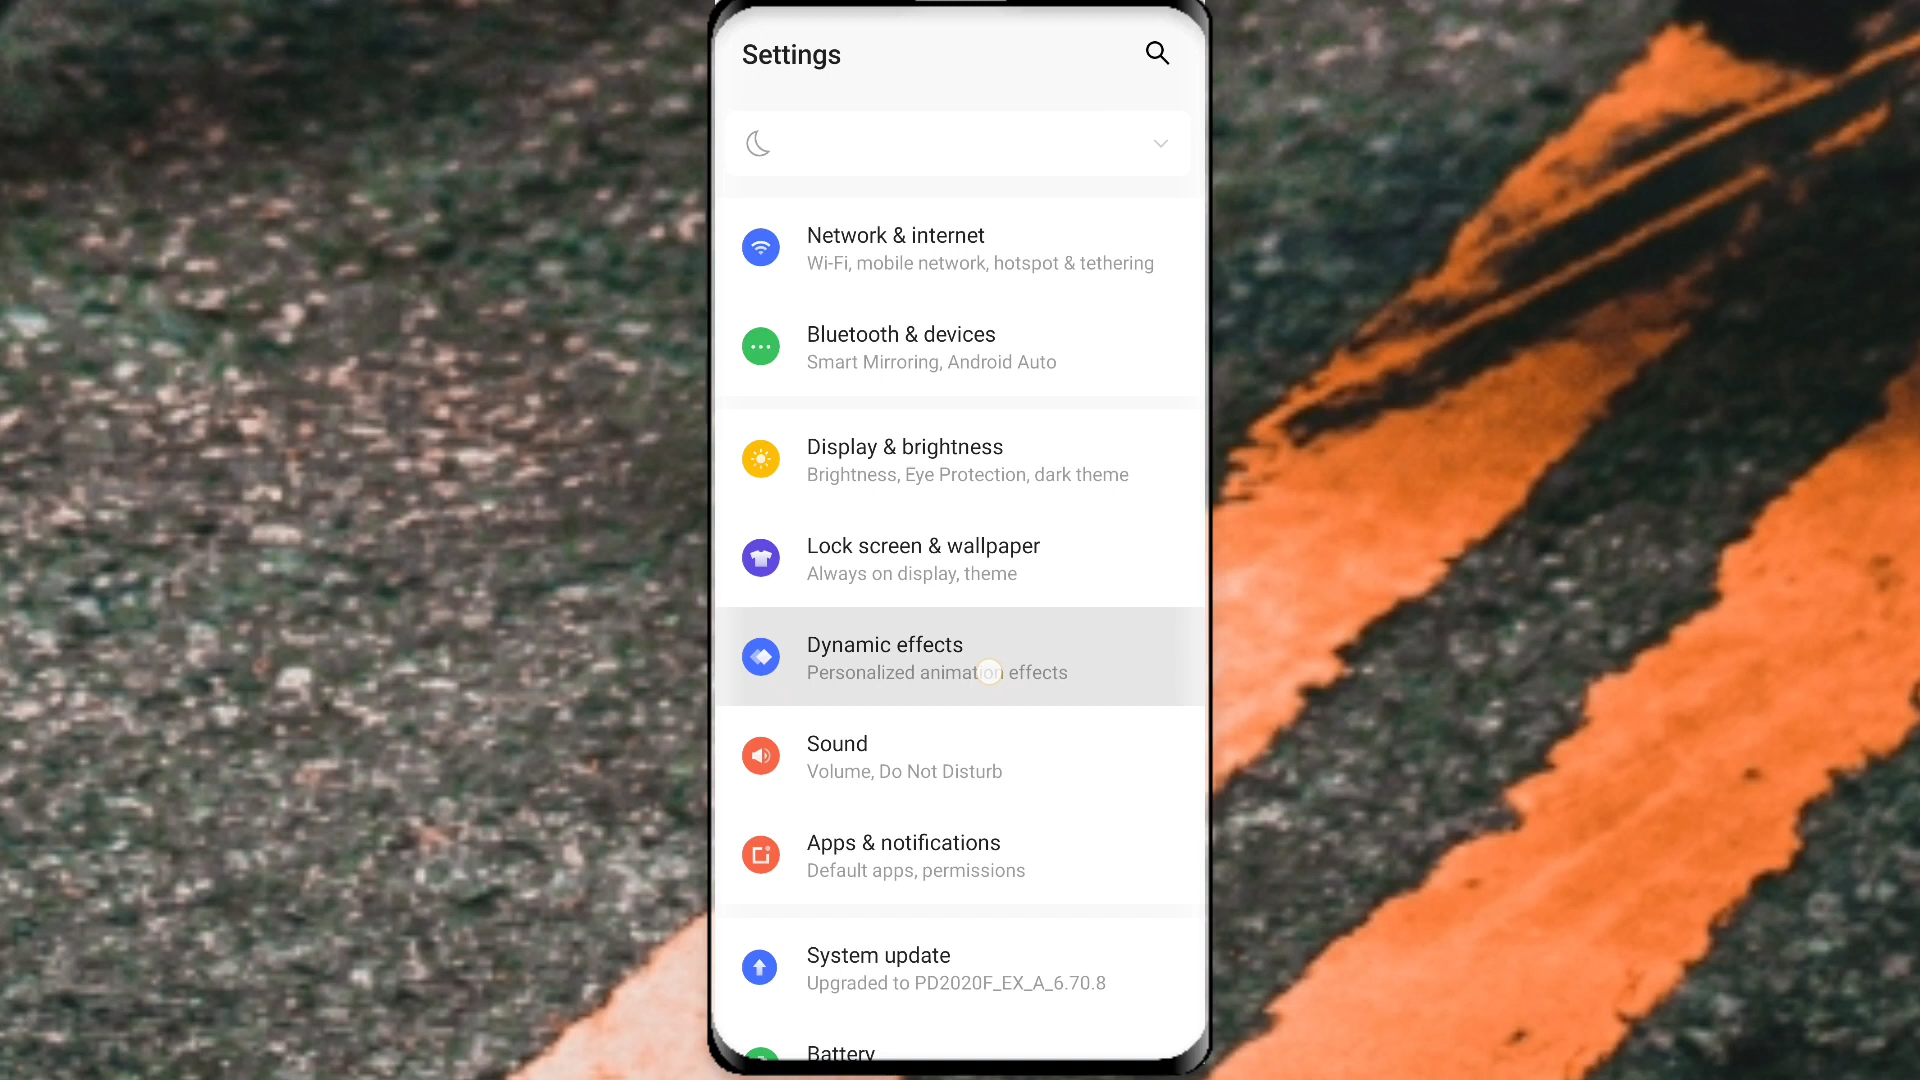 Settings
Network & internet
Wi-Fi, mobile network, hotspot & tethering
Bluetooth & devices
Smart Mirroring, Android Auto
Display & brightness
Brightness, Eye Protection, dark theme
Lock screen & wallpaper
Always on display, theme
Dynamic effects
Personalized animation effects
Sound
Volume, Do Not Disturb
Apps & notifications
Default apps, permissions
System update
Upgraded to PD2020F_EX_A_6.70.8
Battery